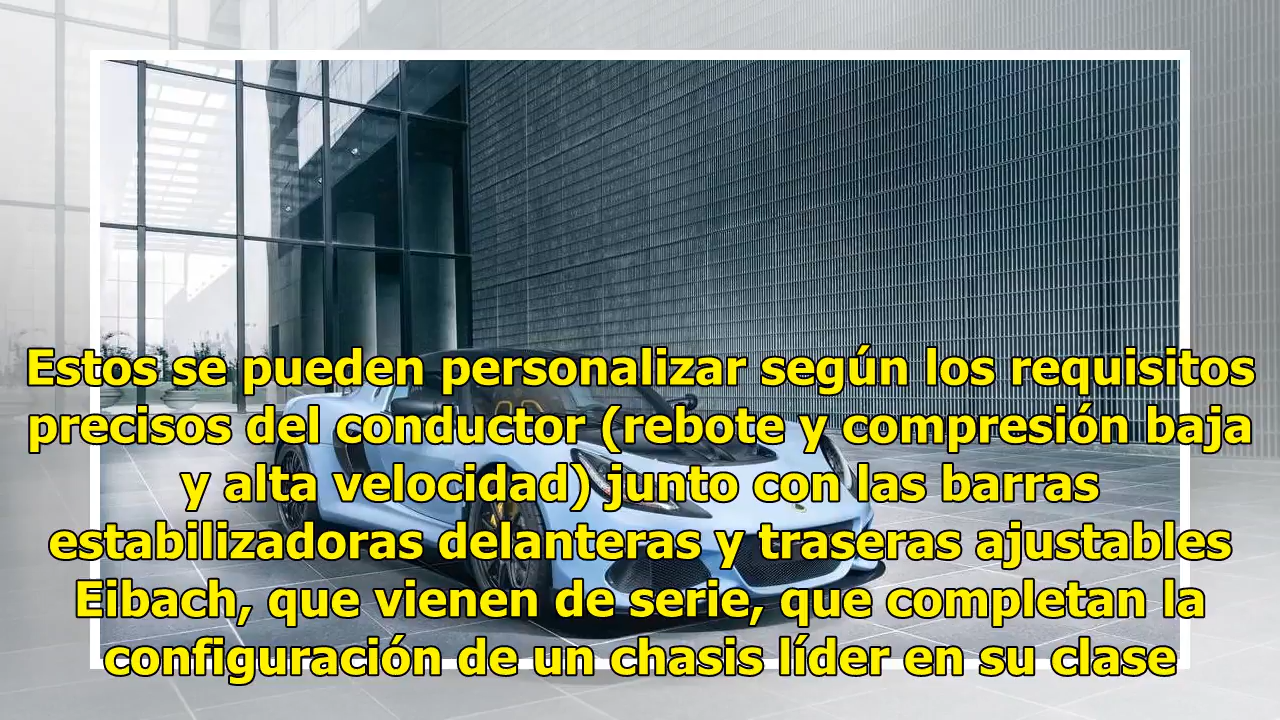 Estos se pueden personalizar según los requisitos
precisos del conductor (rebote y compresión baja
y alta velocidad) junto con las barras
estabilizadoras delanteras y traseras ajustables
Eibach, que vienen de serie, que completan la
configuración de un chasis líder en su clase